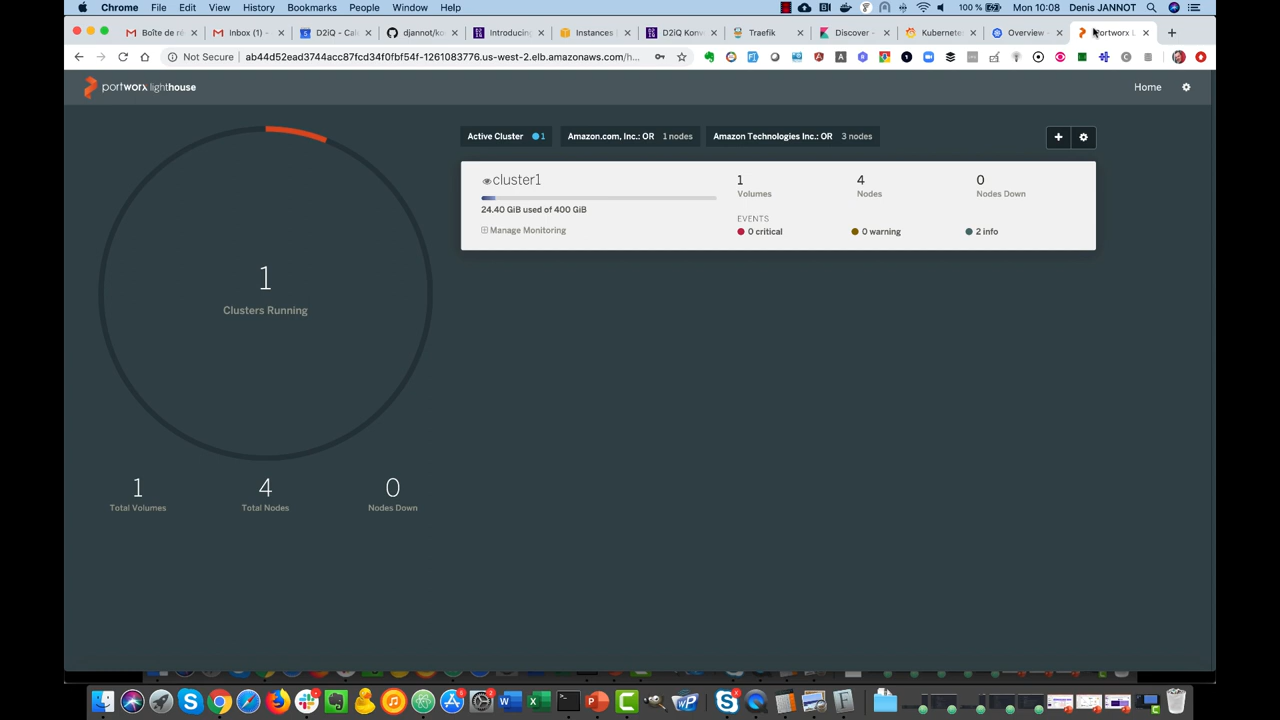 Chrome File Edit View History Bookmarks People Window Help 100 % Mon 10:08 Denis JANNOT
Boîte de ré Inbox (1) - D2iQ - Cale djannot/ko Introducing Instances D2iQ Konv Traefik Discover - Kubernetes Overview - Portworx L
Not Secure ab44d52ead3744acc87fcd34f0fbf54f-1261083776.us-west-2.elb.amazonaws.com/h...
portworx lighthouse Home
Active Cluster 1 Amazon.com, Inc.: OR 1 nodes Amazon Technologies Inc.: OR 3 nodes
cluster1
24.40 GiB used of 400 GiB
Manage Monitoring
1 4 0
Volumes Nodes Nodes Down
EVENTS
0 critical 0 warning 2 info
1
Clusters Running
1 4 0
Total Volumes Total Nodes Nodes Down